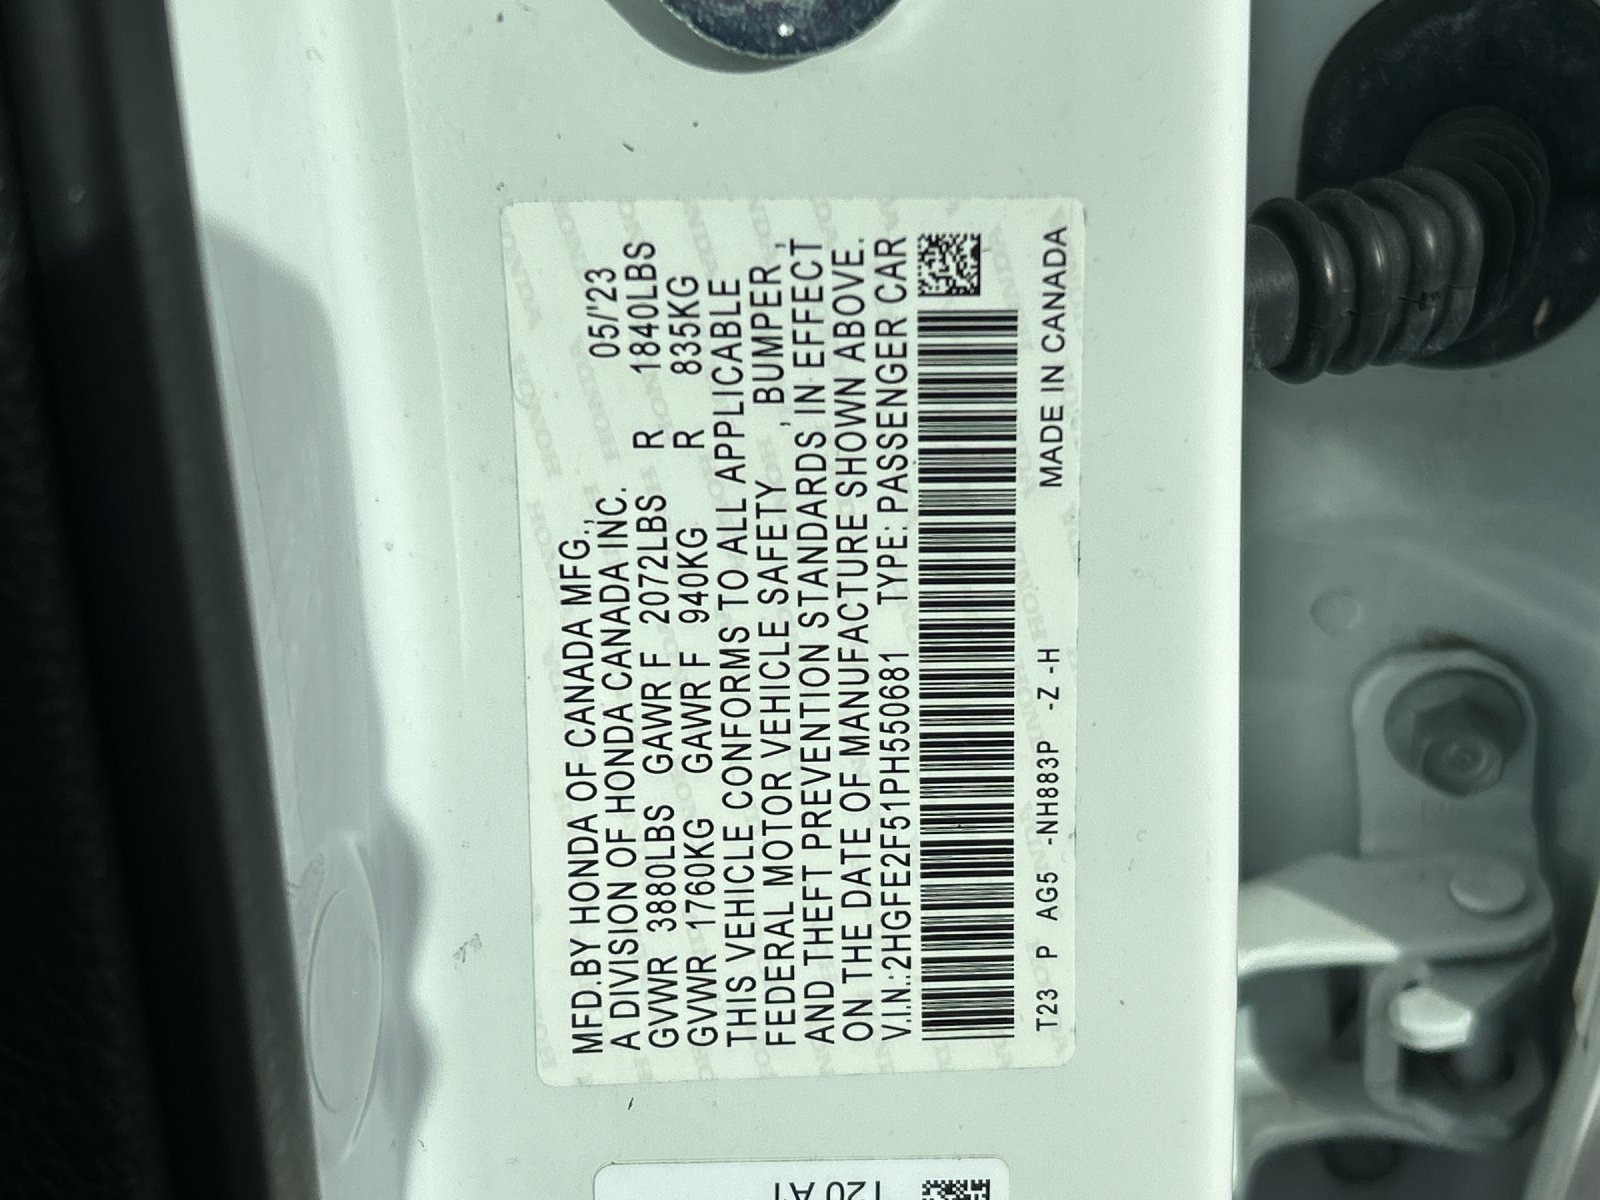 MFD.BY HONDA OF CANADA MFG.,
A DIVISION OF HONDA CANADA INC. 05/'23
GVWR 3880LBS GAWR F 2072LBS R 1840LBS
GVWR 1760KG GAWR F 940KG R 835KG
THIS VEHICLE CONFORMS TO ALL APPLICABLE
FEDERAL MOTOR VEHICLE SAFETY , BUMPER ,
AND THEFT PREVENTION STANDARDS IN EFFECT
ON THE DATE OF MANUFACTURE SHOWN ABOVE.
V.I.N.:2HGFE2F51PH550681 TYPE: PASSENGER CAR
T23 P AG5 -NH883P -Z -H MADE IN CANADA